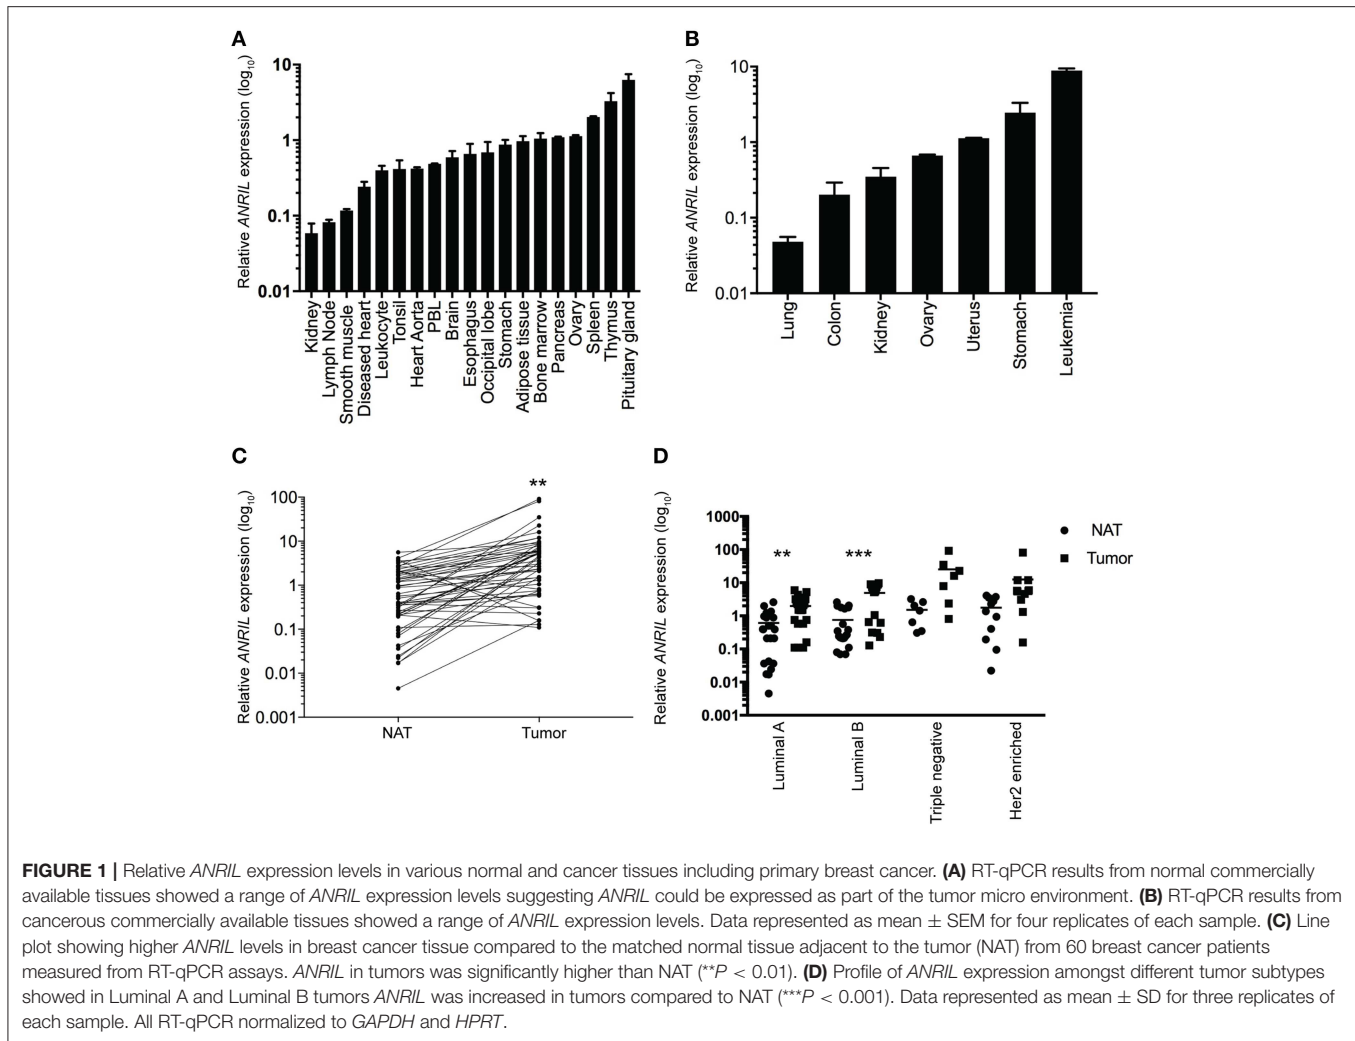 A
Relative ANRIL expression (log10)
10
1
0.1
0.01
Kidney
Lymph Node
Smooth muscle
Diseased heart
Leukocyte
Tonsil
Heart Aorta
PBL
Brain
Esophagus
Occipital lobe
Stomach
Adipose tissue
Bone marrow
Pancreas
Ovary
Spleen
Thymus
Pituitary gland
B
Relative ANRIL expression (log10)
10
1
0.1
0.01
Lung
Colon
Kidney
Ovary
Uterus
Stomach
Leukemia
C
Relative ANRIL expression (log10)
100
10
1
0.1
0.01
0.001
**
NAT
Tumor
D
Relative ANRIL expression (log10)
1000
100
10
1
0.1
0.01
0.001
**
***
NAT
Tumor
Luminal A
Luminal B
Triple negative
Her2 enriched
FIGURE 1 | Relative ANRIL expression levels in various normal and cancer tissues including primary breast cancer. (A) RT-qPCR results from normal commercially
available tissues showed a range of ANRIL expression levels suggesting ANRIL could be expressed as part of the tumor micro environment. (B) RT-qPCR results from
cancerous commercially available tissues showed a range of ANRIL expression levels. Data represented as mean ± SEM for four replicates of each sample. (C) Line
plot showing higher ANRIL levels in breast cancer tissue compared to the matched normal tissue adjacent to the tumor (NAT) from 60 breast cancer patients
measured from RT-qPCR assays. ANRIL in tumors was significantly higher than NAT (**P < 0.01). (D) Profile of ANRIL expression amongst different tumor subtypes
showed in Luminal A and Luminal B tumors ANRIL was increased in tumors compared to NAT (***P < 0.001). Data represented as mean ± SD for three replicates of
each sample. All RT-qPCR normalized to GAPDH and HPRT.